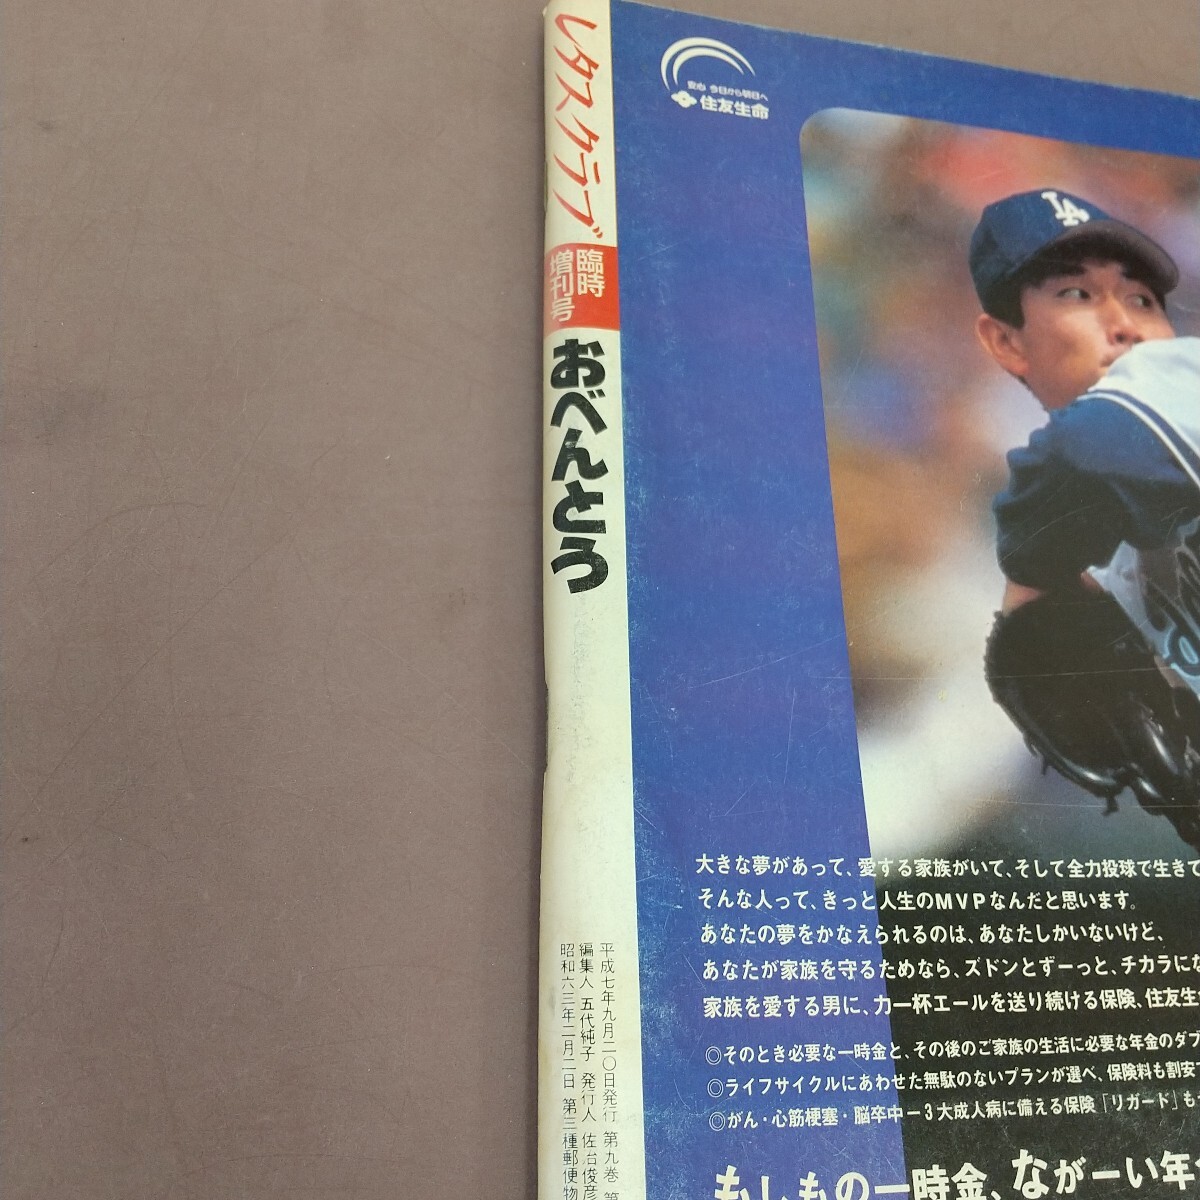 レタスクラブ
臨時
増刊号
おべんとう
平成七年九月二〇日発行 第九巻 第
編集人 五代純子 発行人 佐治俊彦
昭和六三年二月二日 第三種郵便物
安心 今日から明日へ
住友生命
LA
大きな夢があって、愛する家族がいて、そして全力投球で生きて
そんな人って、きっと人生のMVPなんだと思います。
あなたの夢をかなえられるのは、あなたしかいないけど、
あなたが家族を守るためなら、ズドンとずーっと、チカラにな
家族を愛する男に、力一杯エールを送り続ける保険、住友生
◎そのとき必要な一時金と、その後のご家族の生活に必要な年金のダブ
◎ライフサイクルにあわせた無駄のないプランが選べ、保険料も割安で
◎がん・心筋梗塞・脳卒中—3大成人病に備える保険「リガード」も
もしもの一時金、ながーい年